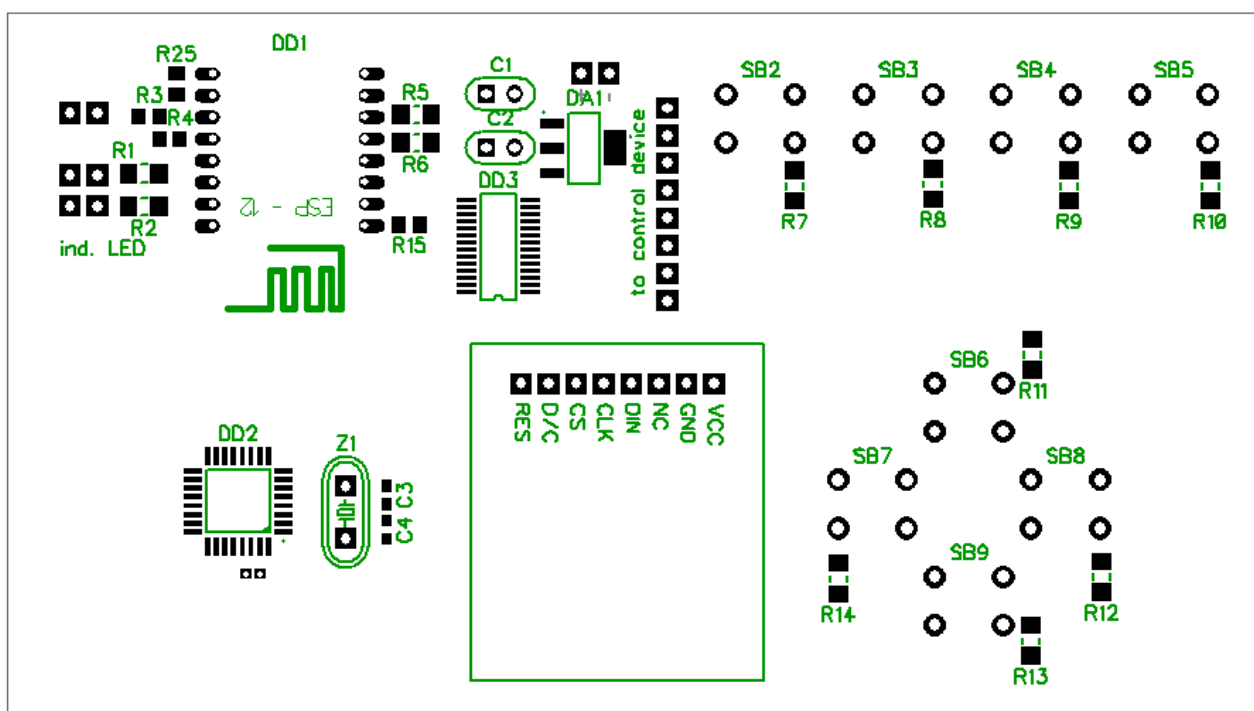 DD1
R25
R3
R4
R1
R2
ind. LED
ESP - 12
R5
R6
R15
C1
C2
DD3
DA1
to control device
SB2
SB3
SB4
SB5
R7
R8
R9
R10
RES
D/C
CS
CLK
DIN
NC
GND
VCC
DD2
Z1
C3
C4
SB6
R11
SB7
SB8
SB9
R14
R12
R13